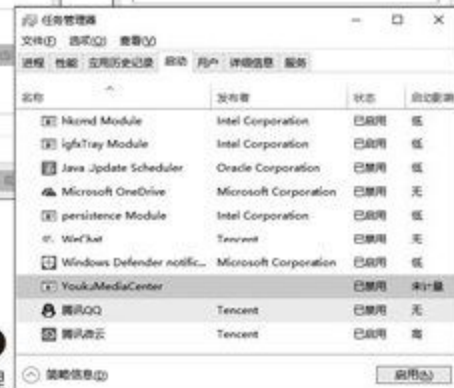 任务管理器
文件(F) 选项(O) 查看(V)
进程 性能 应用历史记录 启动 用户 详细信息 服务
名称 发布者 状态 启动影响
hkcmd Module Intel Corporation 已启用 低
igfxTray Module Intel Corporation 已启用 低
Java Update Scheduler Oracle Corporation 已禁用 低
Microsoft OneDrive Microsoft Corporation 已禁用 无
persistence Module Intel Corporation 已启用 低
WeChat Tencent 已禁用 无
Windows Defender notific... Microsoft Corporation 已启用 低
YoukuMediaCenter 已禁用 未计量
腾讯QQ Tencent 已禁用 无
腾讯微云 Tencent 已启用 高
简略信息(D) 启用(N)